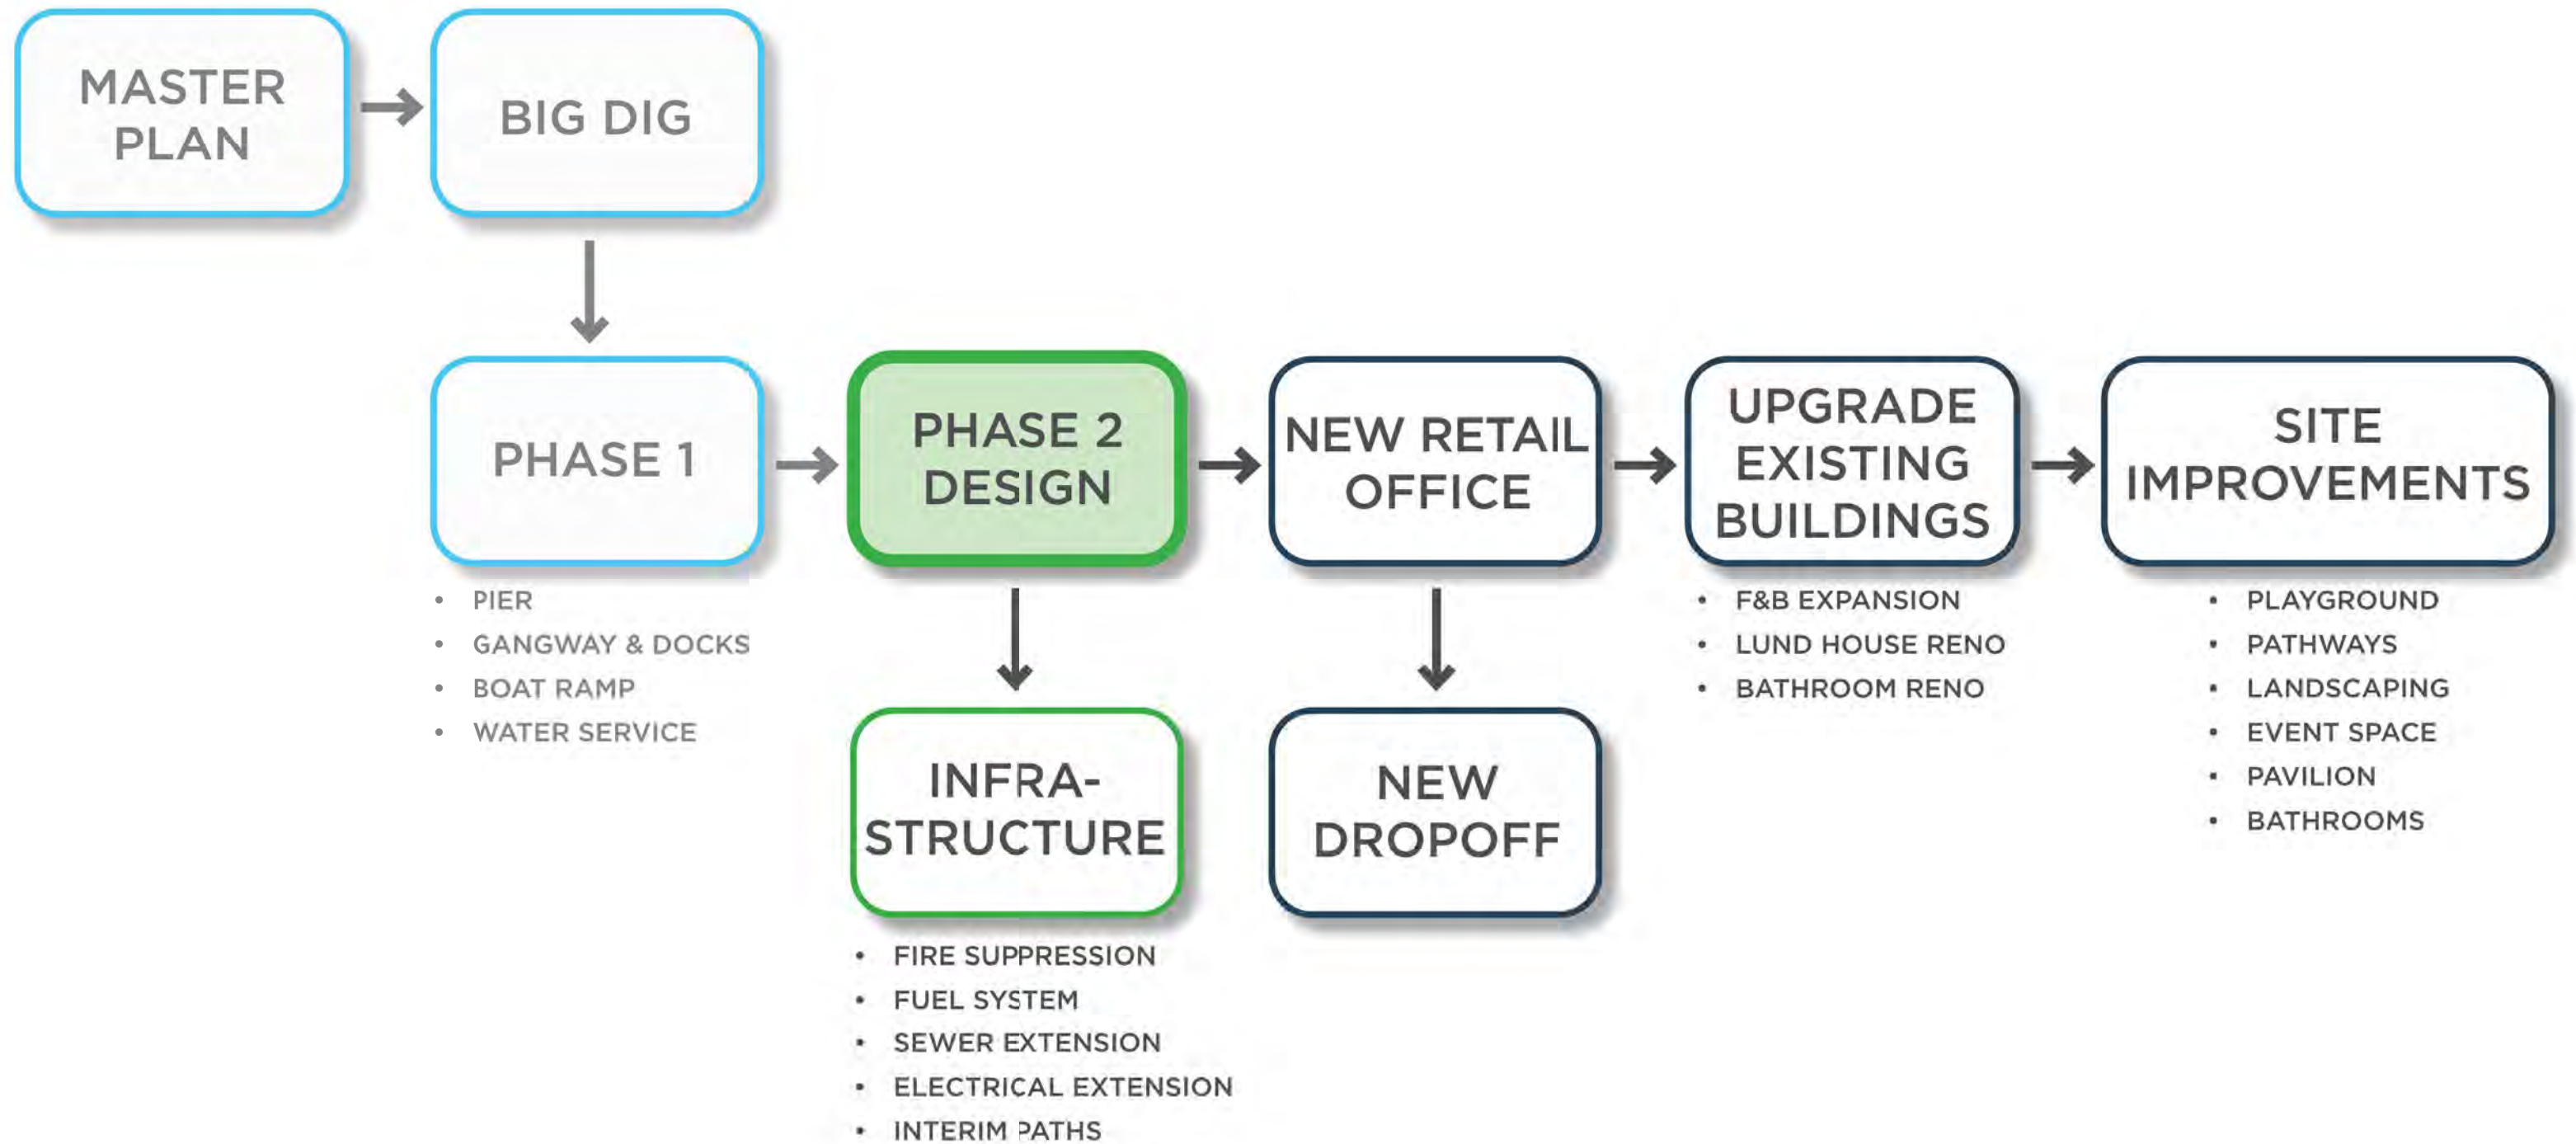 MASTER
PLAN
BIG DIG
PHASE 1
• PIER
• GANGWAY & DOCKS
• BOAT RAMP
• WATER SERVICE
PHASE 2
DESIGN
INFRA-
STRUCTURE
• FIRE SUPPRESSION
• FUEL SYSTEM
• SEWER EXTENSION
• ELECTRICAL EXTENSION
• INTERIM PATHS
NEW RETAIL
OFFICE
NEW
DROPOFF
UPGRADE
EXISTING
BUILDINGS
• F&B EXPANSION
• LUND HOUSE RENO
• BATHROOM RENO
SITE
IMPROVEMENTS
• PLAYGROUND
• PATHWAYS
• LANDSCAPING
• EVENT SPACE
• PAVILION
• BATHROOMS